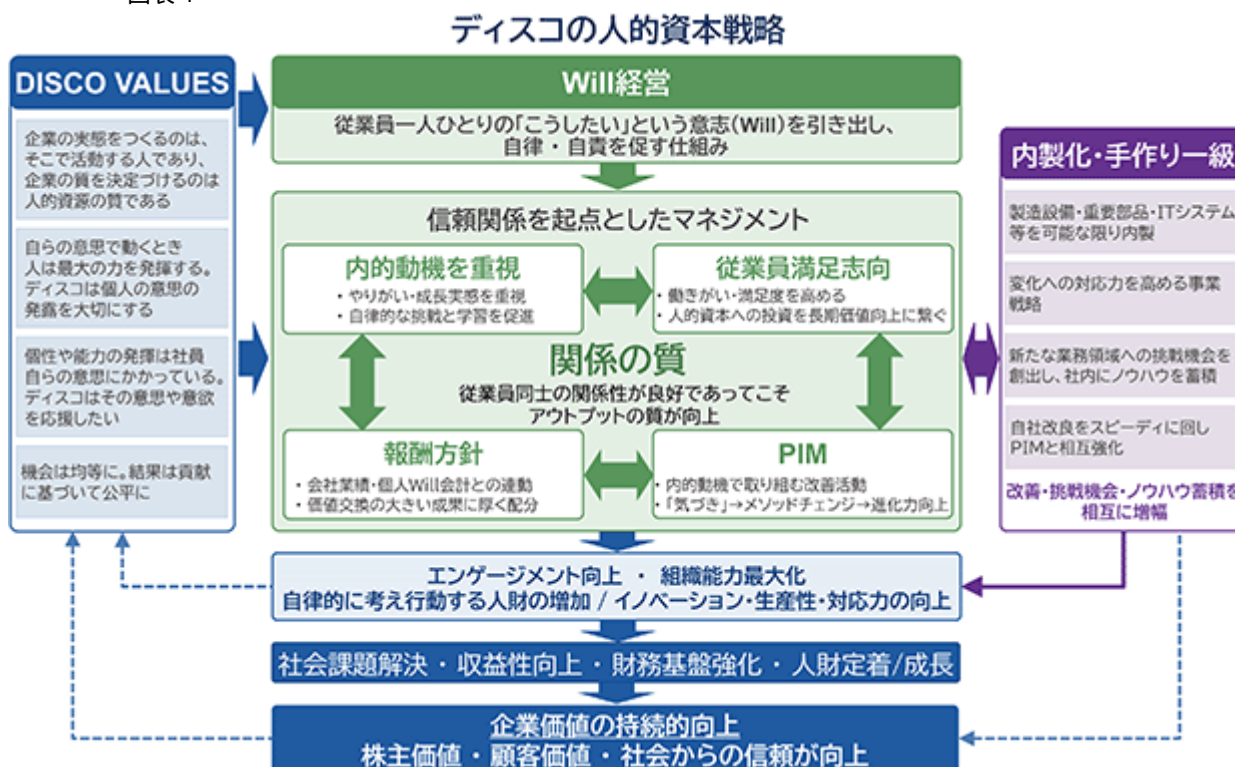 ディスコの人的資本戦略
DISCO VALUES
企業の実態をつくるのは、
そこで活動する人であり、
企業の質を決定づけるのは
人的資源の質である
自らの意思で動くとき
人は最大の力を発揮する。
ディスコは個人の意思の
発露を大切にする
個性や能力の発揮は社員
自らの意思にかかっている。
ディスコはその意思や意欲
を応援したい
機会は均等に。結果は貢献
に基づいて公平に
Will経営
従業員一人ひとりの「こうしたい」という意志(Will)を引き出し、
自律・自責を促す仕組み
信頼関係を起点としたマネジメント
内的動機を重視
・やりがい・成長実感を重視
・自律的な挑戦と学習を促進
従業員満足志向
・働きがい・満足度を高める
・人的資本への投資を長期価値向上に繋ぐ
関係の質
従業員同士の関係性が良好であってこそ
アウトプットの質が向上
報酬方針
・会社業績・個人Will会計との連動
・価値交換の大きい成果に厚く配分
PIM
・内的動機で取り組む改善活動
・「気づき」→メソッドチェンジ→進化力向上
内製化・手作り一級
製造設備・重要部品・ITシステム
等を可能な限り内製
変化への対応力を高める事業
戦略
新たな業務領域への挑戦機会を
創出し、社内にノウハウを蓄積
自社改良をスピーディに回し
PIMと相互強化
改善・挑戦機会・ノウハウ蓄積を
相互に増幅
エンゲージメント向上 ・ 組織能力最大化
自律的に考え行動する人財の増加 / イノベーション・生産性・対応力の向上
社会課題解決 ・ 収益性向上 ・ 財務基盤強化 ・ 人財定着/成長
企業価値の持続的向上
株主価値 ・ 顧客価値 ・ 社会からの信頼が向上